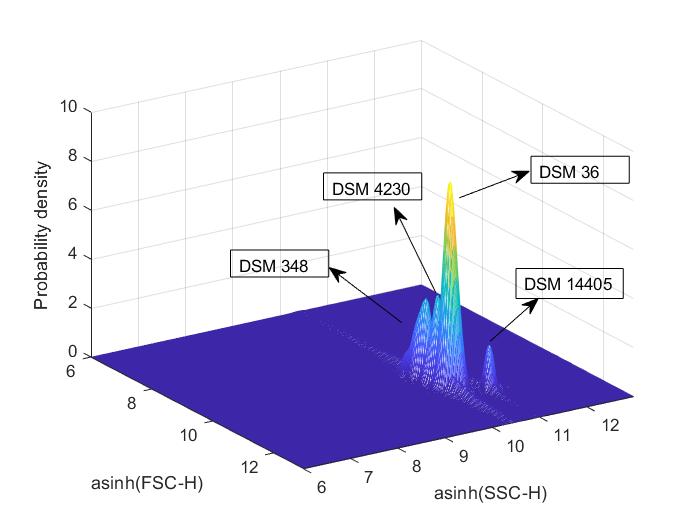 Probability density
10
8
6
4
2
0
DSM 36
DSM 4230
DSM 348
DSM 14405
6
8
10
12
asinh(FSC-H)
6
7
8
9
10
11
12
asinh(SSC-H)